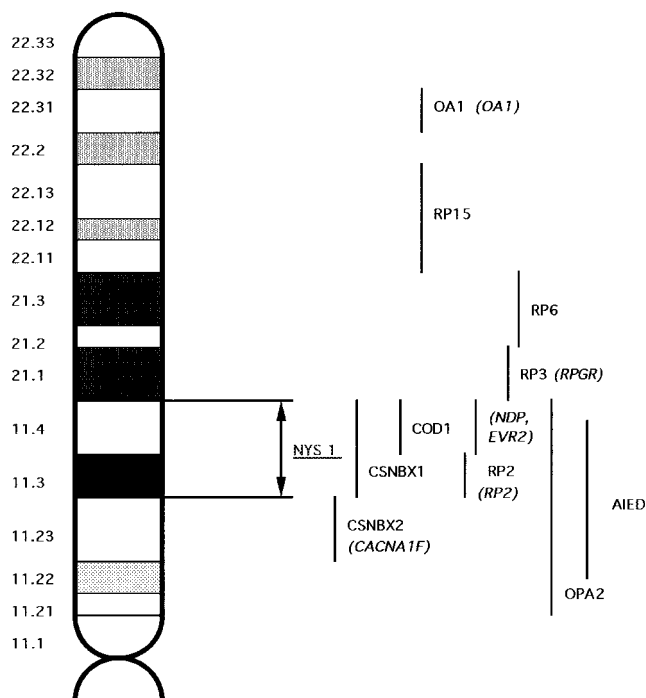 22.33
22.32
22.31
22.2
22.13
22.12
22.11
21.3
21.2
21.1
11.4
11.3
11.23
11.22
11.21
11.1
OA1 (OA1)
RP15
RP6
RP3 (RPGR)
NYS 1
COD1
(NDP,
EVR2)
CSNBX1
RP2
(RP2)
AIED
CSNBX2
(CACNA1F)
OPA2